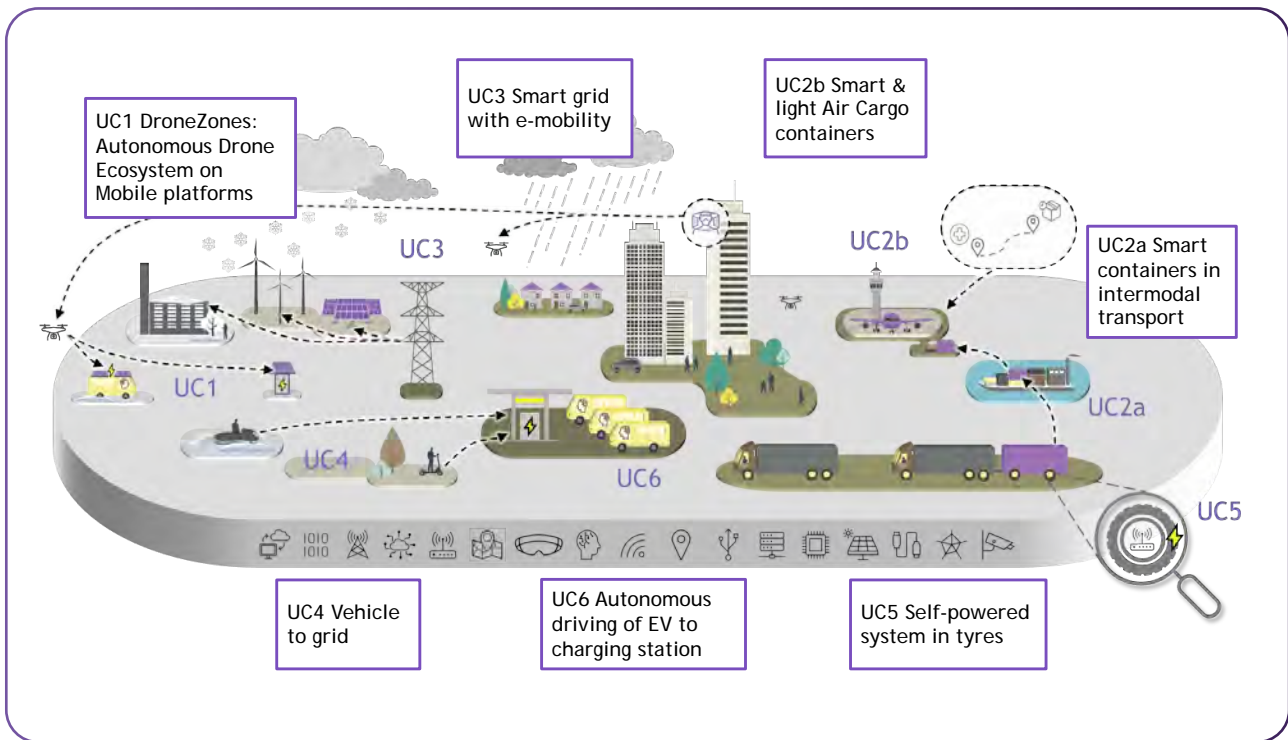 UC3 Smart grid
with e-mobility
UC2b Smart &
light Air Cargo
containers
UC1 DroneZones:
Autonomous Drone
Ecosystem on
Mobile platforms
UC2a Smart
containers in
intermodal
transport
UC3
UC2b
UC1
UC2a
UC4
UC6
UC5
1010
1010
UC4 Vehicle
to grid
UC6 Autonomous
driving of EV to
charging station
UC5 Self-powered
system in tyres